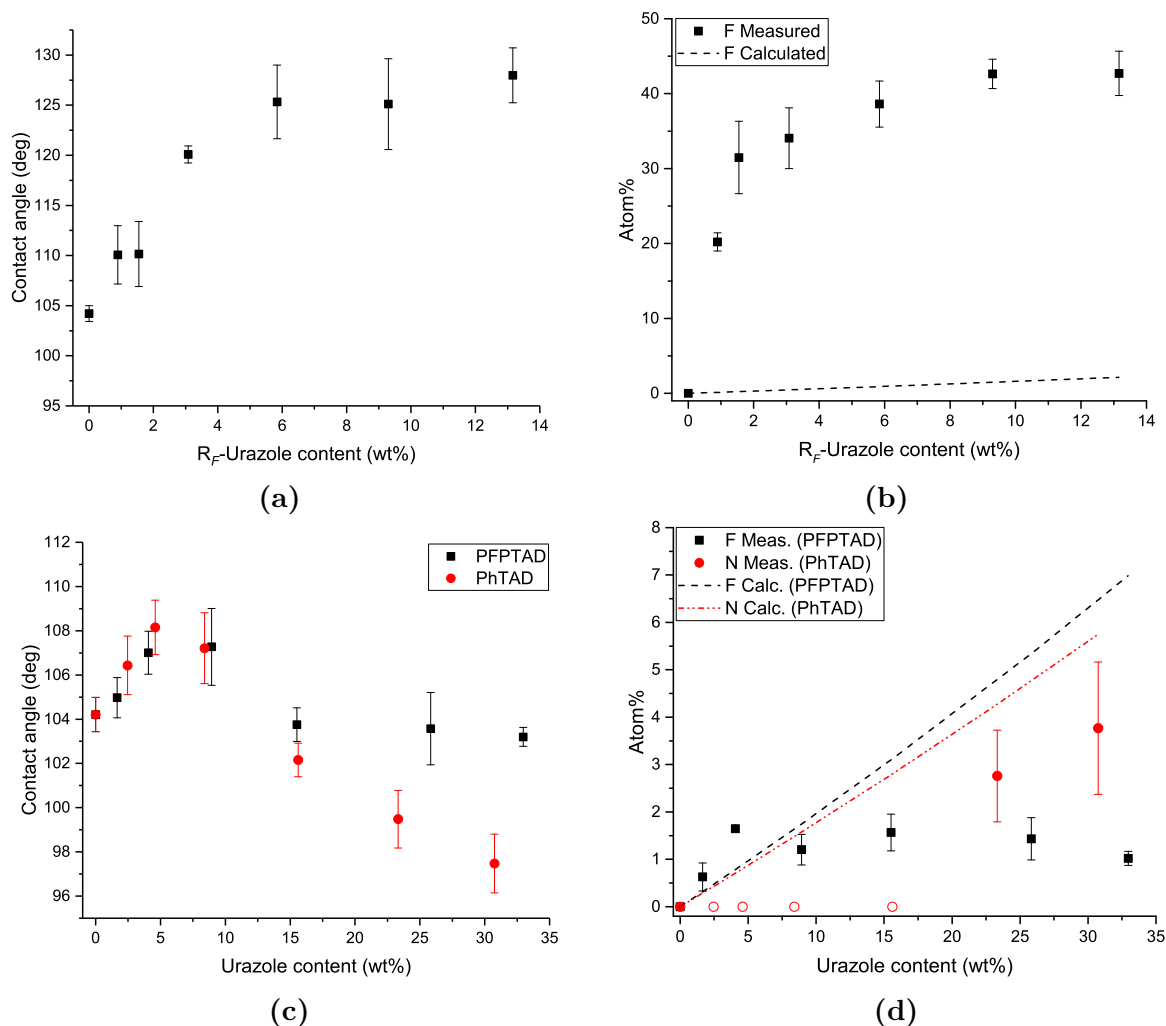 130
125
120
115
110
105
100
95
Contact angle (deg)
0 2 4 6 8 10 12 14
R_F-Urazole content (wt%)
(a)
F Measured
F Calculated
50
40
30
20
10
0
Atom%
0 2 4 6 8 10 12 14
R_F-Urazole content (wt%)
(b)
PFPTAD
PhTAD
112
110
108
106
104
102
100
98
96
Contact angle (deg)
0 5 10 15 20 25 30 35
Urazole content (wt%)
(c)
F Meas. (PFPTAD)
N Meas. (PhTAD)
F Calc. (PFPTAD)
N Calc. (PhTAD)
8
7
6
5
4
3
2
1
0
Atom%
0 5 10 15 20 25 30 35
Urazole content (wt%)
(d)